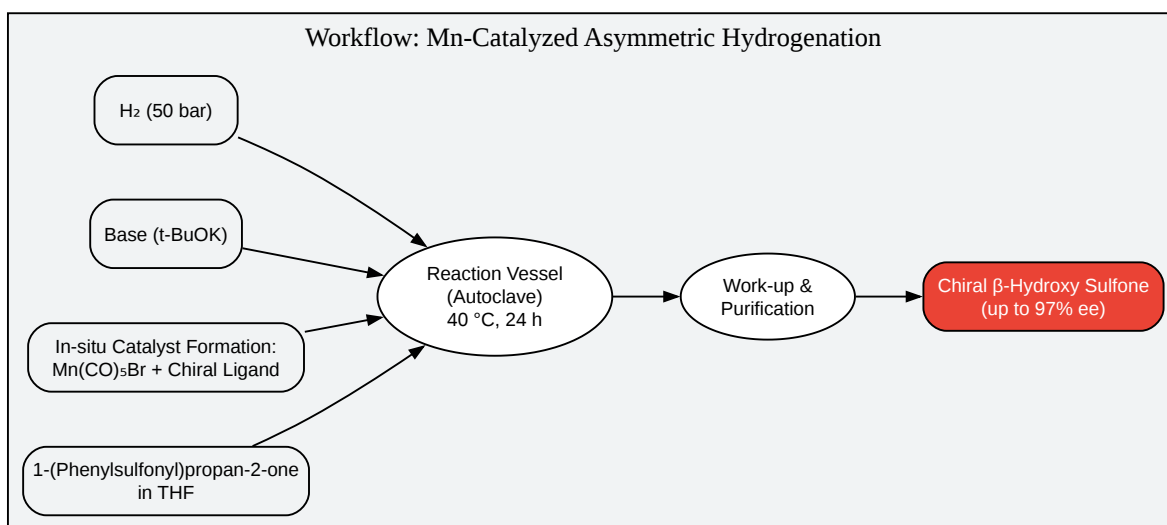 Workflow: Mn-Catalyzed Asymmetric Hydrogenation
H₂ (50 bar)
Base (t-BuOK)
In-situ Catalyst Formation:
Mn(CO)₅Br + Chiral Ligand
1-(Phenylsulfonyl)propan-2-one
in THF
Reaction Vessel
(Autoclave)
40 °C, 24 h
Work-up &
Purification
Chiral β-Hydroxy Sulfone
(up to 97% ee)